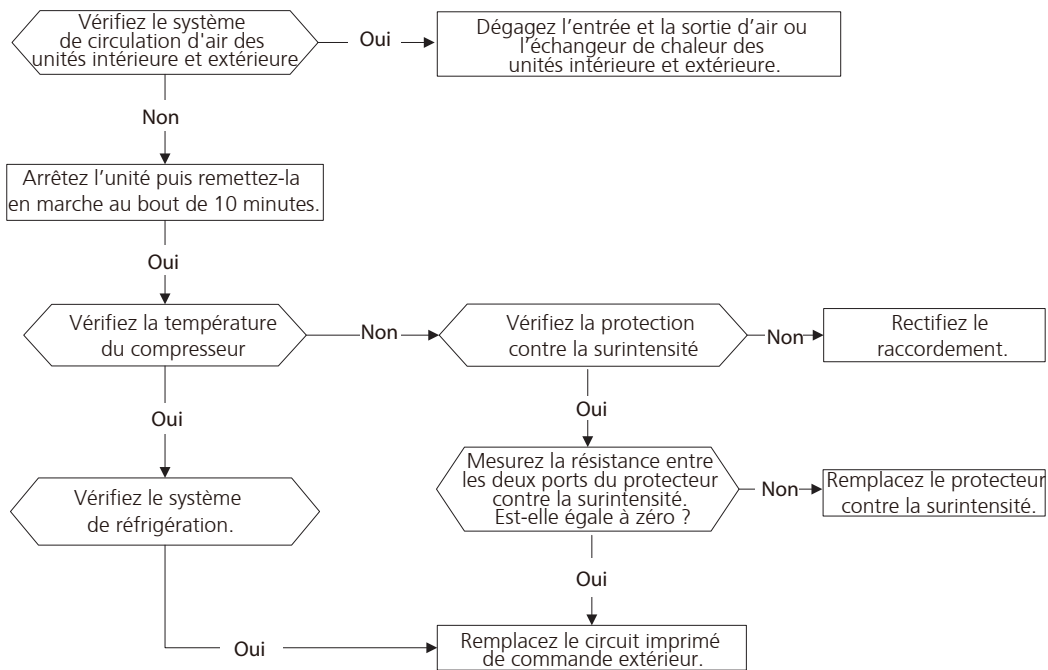 Vérifiez le système
de circulation d'air des
unités intérieure et extérieure
Oui
Dégagez l’entrée et la sortie d’air ou
l’échangeur de chaleur des
unités intérieure et extérieure.
Non
Arrêtez l’unité puis remettez-la
en marche au bout de 10 minutes.
Oui
Vérifiez la température
du compresseur
Non
Vérifiez la protection
contre la surintensité
Non
Rectifiez le
raccordement.
Oui
Oui
Vérifiez le système
de réfrigération.
Mesurez la résistance entre
les deux ports du protecteur
contre la surintensité.
Est-elle égale à zéro ?
Non
Remplacez le protecteur
contre la surintensité.
Oui
Oui
Remplacez le circuit imprimé
de commande extérieur.